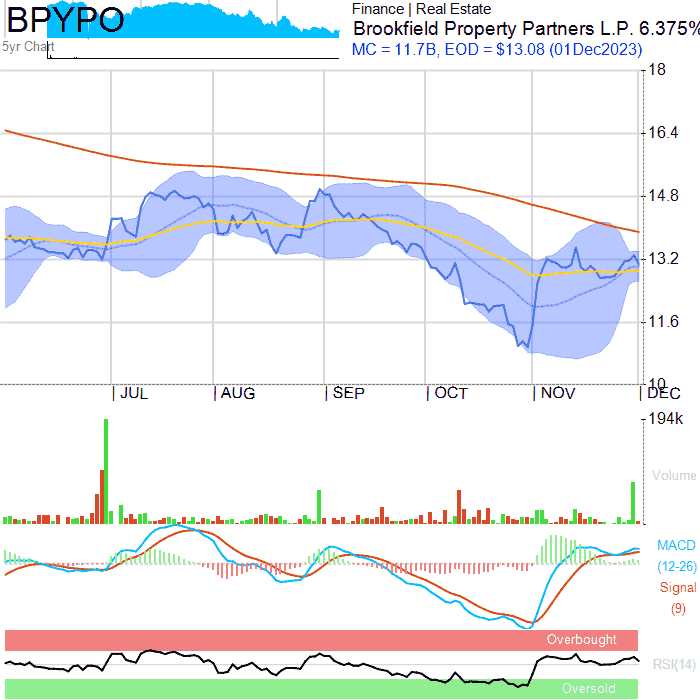 BPYPO
5yr Chart
Finance | Real Estate
Brookfield Property Partners L.P. 6.375%
MC = 11.7B, EOD = $13.08 (01Dec2023)
18
16.4
14.8
13.2
11.6
10
JUL AUG SEP OCT NOV DEC
194k
Volume
MACD
(12-26)
Signal
(9)
Overbought
RSI(14)
Oversold